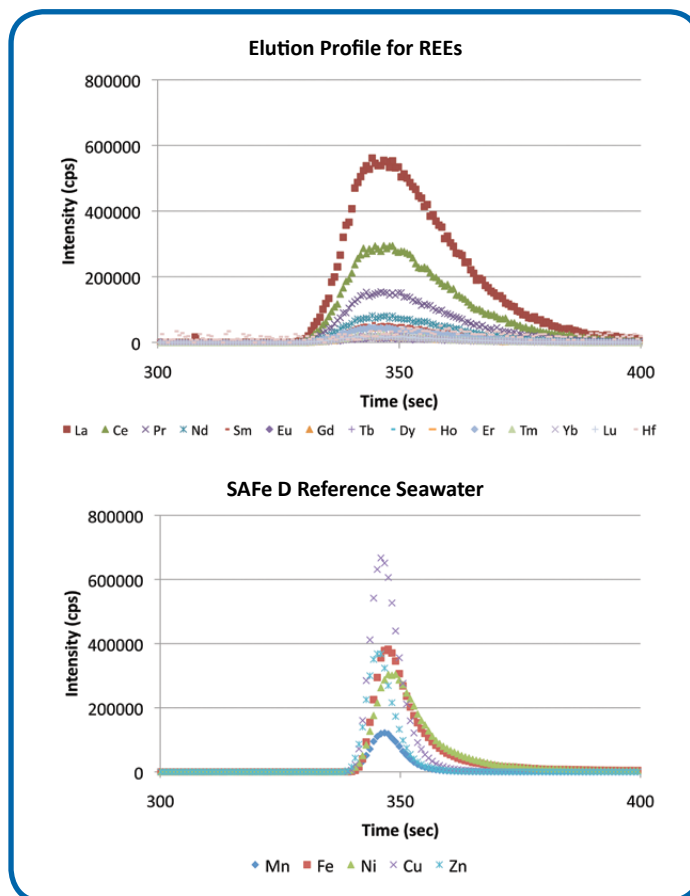 Elution Profile for REEs
800000
600000
400000
200000
0
Intensity (cps)
300 350 400
Time (sec)
La Ce Pr Nd Sm Eu Gd Tb Dy Ho Er Tm Yb Lu Hf
SAFe D Reference Seawater
800000
600000
400000
200000
0
Intensity (cps)
300 350 400
Time (sec)
Mn Fe Ni Cu Zn